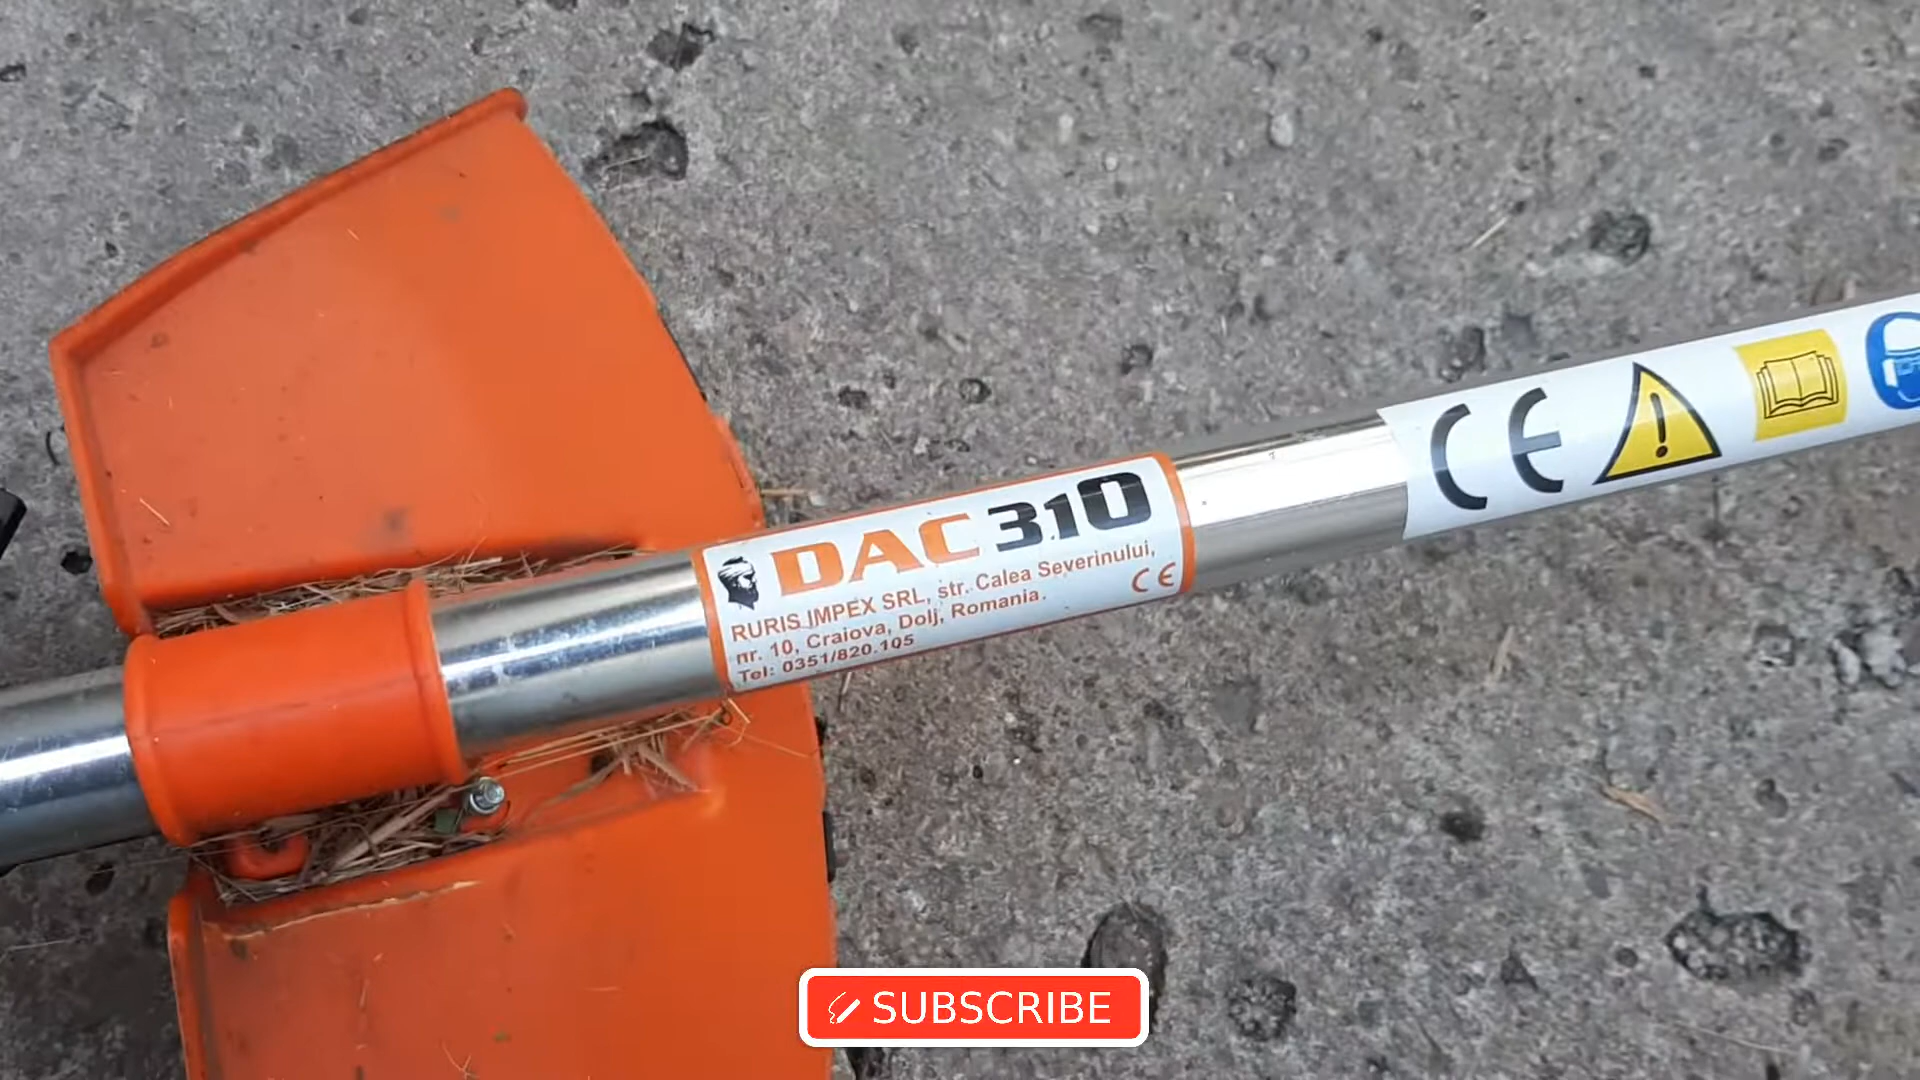 DAC 310
RURIS IMPEX SRL, str. Calea Severinului,
nr. 10, Craiova, Dolj, Romania.
Tel: 0351/820.105
CE
CE
SUBSCRIBE